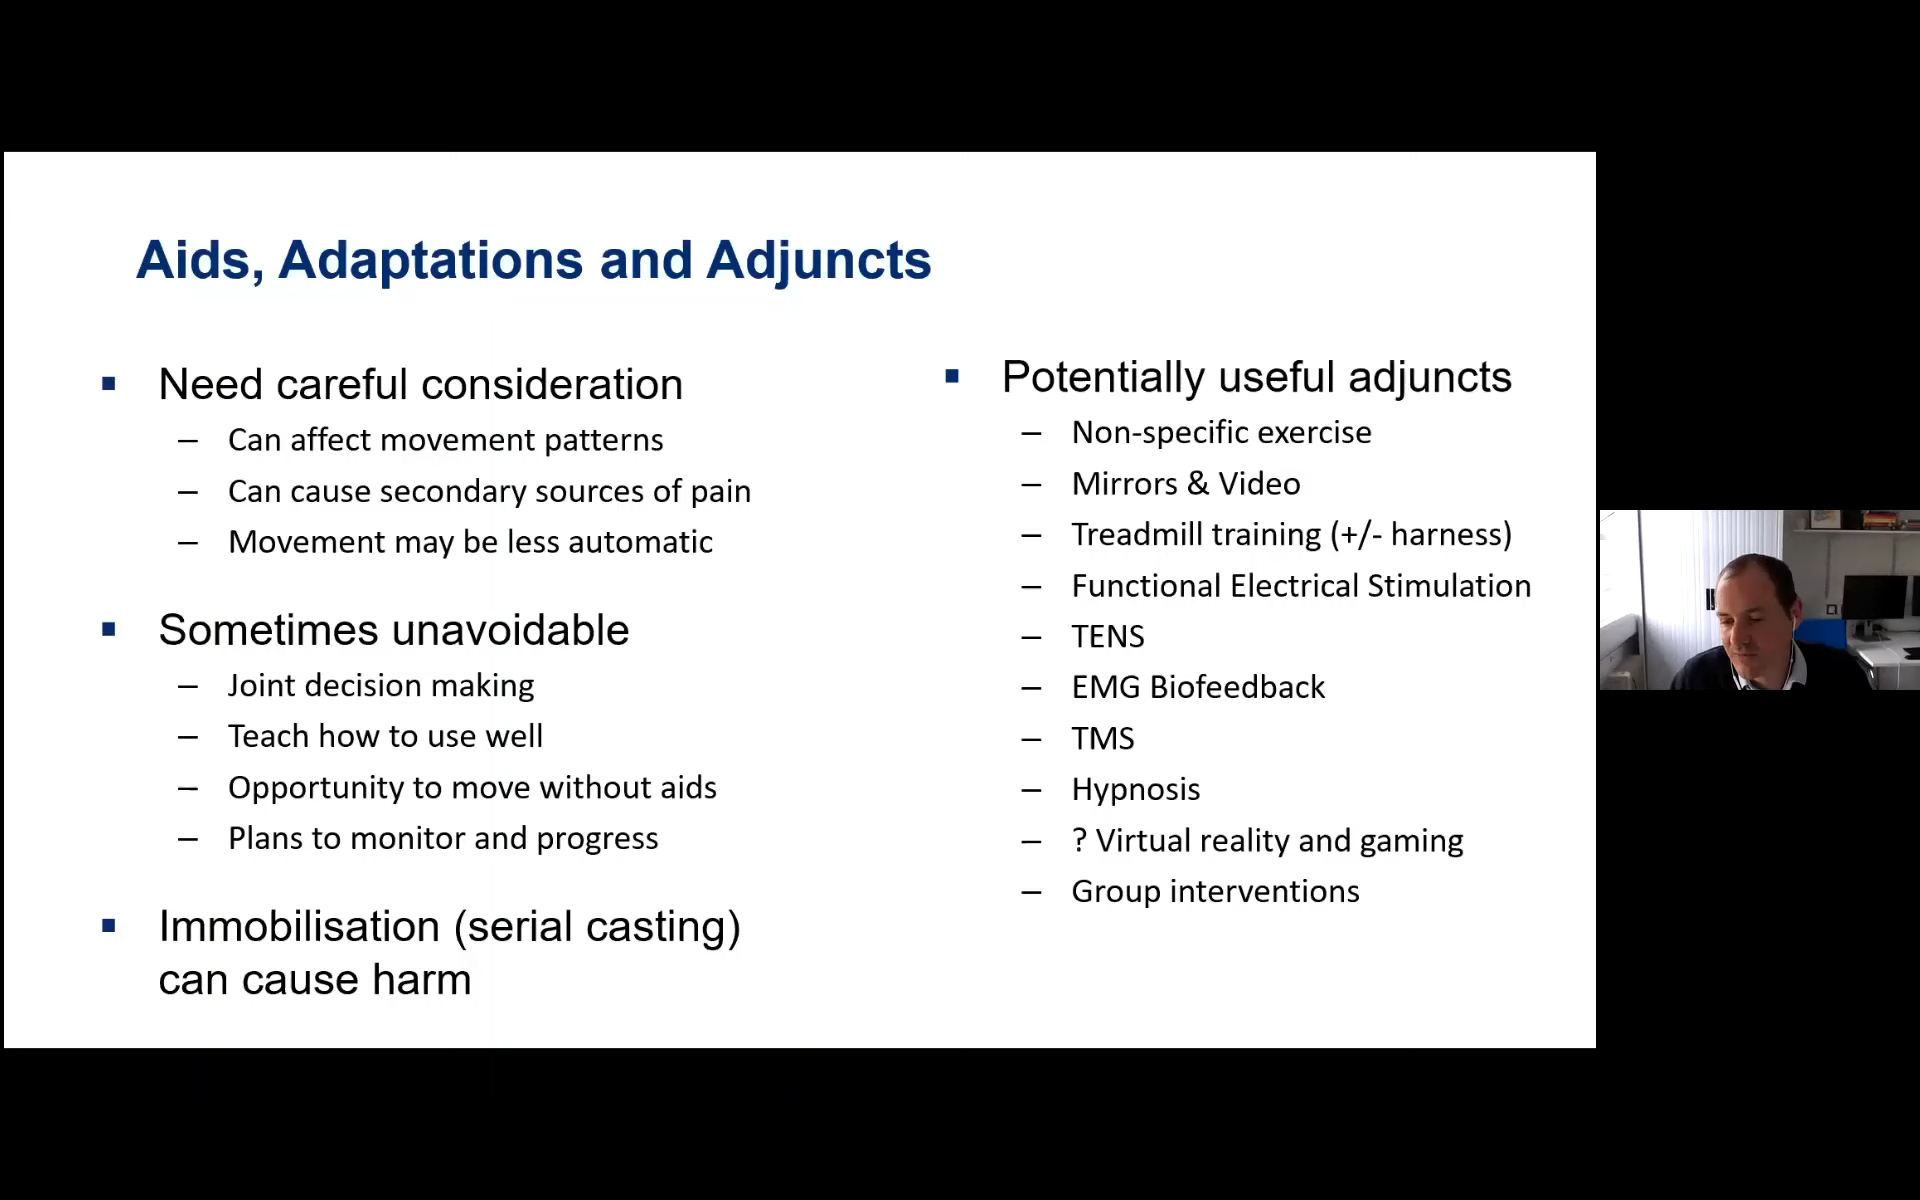 Aids, Adaptations and Adjuncts
▪ Need careful consideration
– Can affect movement patterns
– Can cause secondary sources of pain
– Movement may be less automatic
▪ Sometimes unavoidable
– Joint decision making
– Teach how to use well
– Opportunity to move without aids
– Plans to monitor and progress
▪ Immobilisation (serial casting)
can cause harm
▪ Potentially useful adjuncts
– Non-specific exercise
– Mirrors & Video
– Treadmill training (+/- harness)
– Functional Electrical Stimulation
– TENS
– EMG Biofeedback
– TMS
– Hypnosis
– ? Virtual reality and gaming
– Group interventions